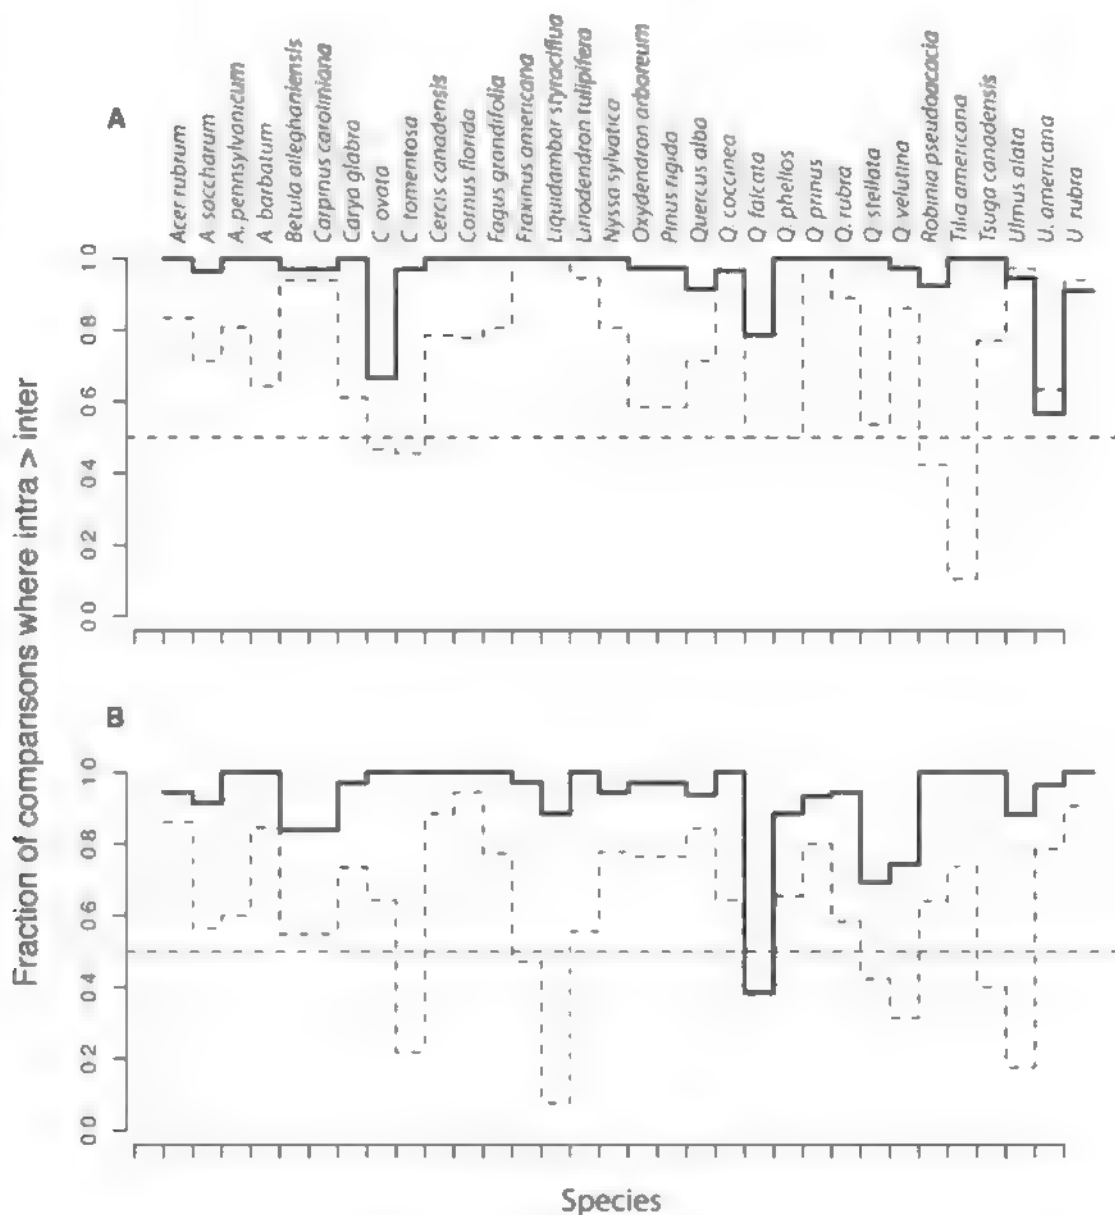 A
Acer rubrum
A saccharum
A. pennsylvanicum
A barbatum
Betula alleghaniensis
Carpinus caroliniana
Carya glabra
C ovata
C tomentosa
Cercis canadensis
Cornus florida
Fagus grandifolia
Fraxinus americana
Liquidambar styraciflua
Liriodendron tulipifera
Nyssa sylvatica
Oxydendron arboreum
Pinus rigida
Quercus alba
Q coccinea
Q falcata
Q phellos
Q prinus
Q. rubra
Q stellata
Q velutina
Robinia pseudoacacia
Tilia americana
Tsuga canadensis
Ulmus alata
U. americana
U rubra
Fraction of comparisons where intra > inter
1 0
0 8
0 6
0 4
0 2
0 0
B
1 0
0 8
0 6
0 4
0 2
0 0
Species